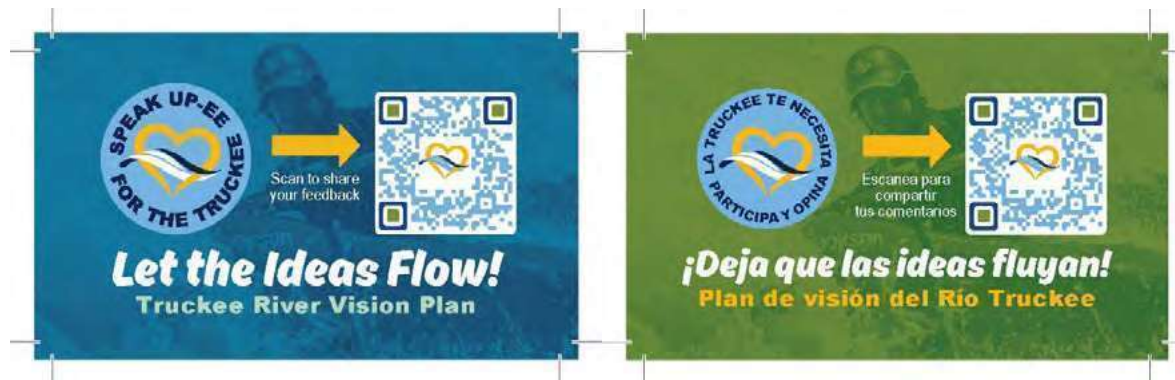 SPEAK UP-EE
FOR THE TRUCKEE
Scan to share
your feedback
Let the Ideas Flow!
Truckee River Vision Plan
LA TRUCKEE TE NECESITA
PARTICIPA Y OPINA
Escanea para
compartir
tus comentarios
¡Deja que las ideas fluyan!
Plan de visión del Río Truckee